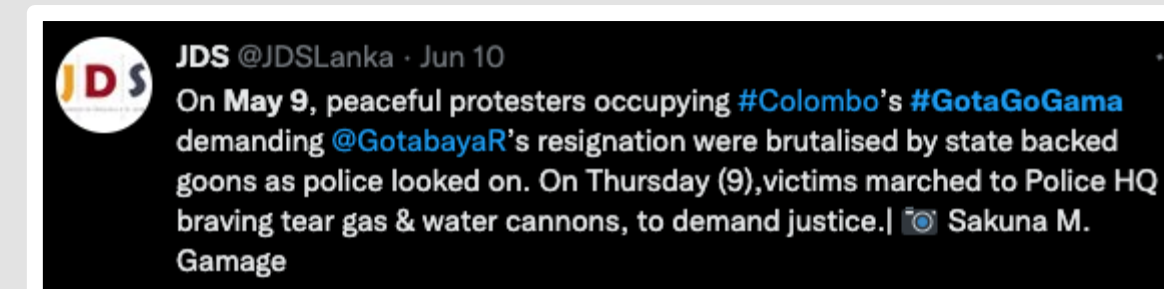 JDS
JDS @JDSLanka · Jun 10
On May 9, peaceful protesters occupying #Colombo's #GotaGoGama
demanding @GotabayaR's resignation were brutalised by state backed
goons as police looked on. On Thursday (9),victims marched to Police HQ
braving tear gas & water cannons, to demand justice.| 📷 Sakuna M.
Gamage